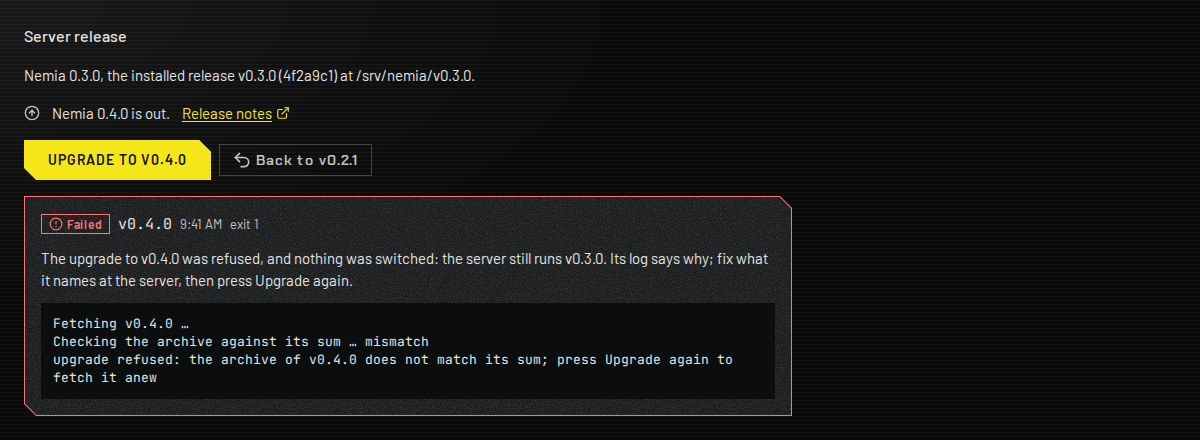 Server release
Nemia 0.3.0, the installed release v0.3.0 (4f2a9c1) at /srv/nemia/v0.3.0.
Nemia 0.4.0 is out. Release notes
UPGRADE TO V0.4.0 Back to v0.2.1
Failed v0.4.0 9:41 AM exit 1
The upgrade to v0.4.0 was refused, and nothing was switched: the server still runs v0.3.0. Its log says why; fix what
it names at the server, then press Upgrade again.
Fetching v0.4.0 …
Checking the archive against its sum … mismatch
upgrade refused: the archive of v0.4.0 does not match its sum; press Upgrade again to
fetch it anew